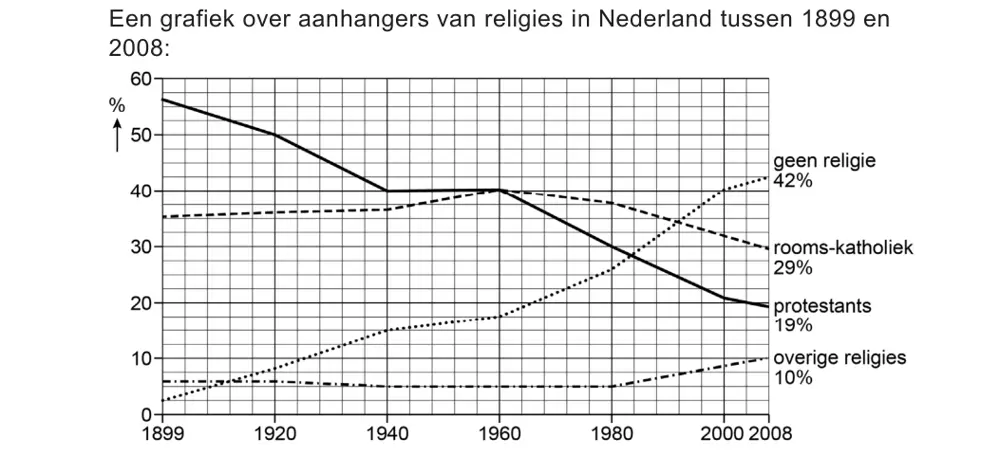 Een grafiek over aanhangers van religies in Nederland tussen 1899 en
2008:
60
%
50
40
30
20
10
0
geen religie
42%
rooms-katholiek
29%
protestants
19%
overige religies
10%
1899 1920 1940 1960 1980 2000 2008